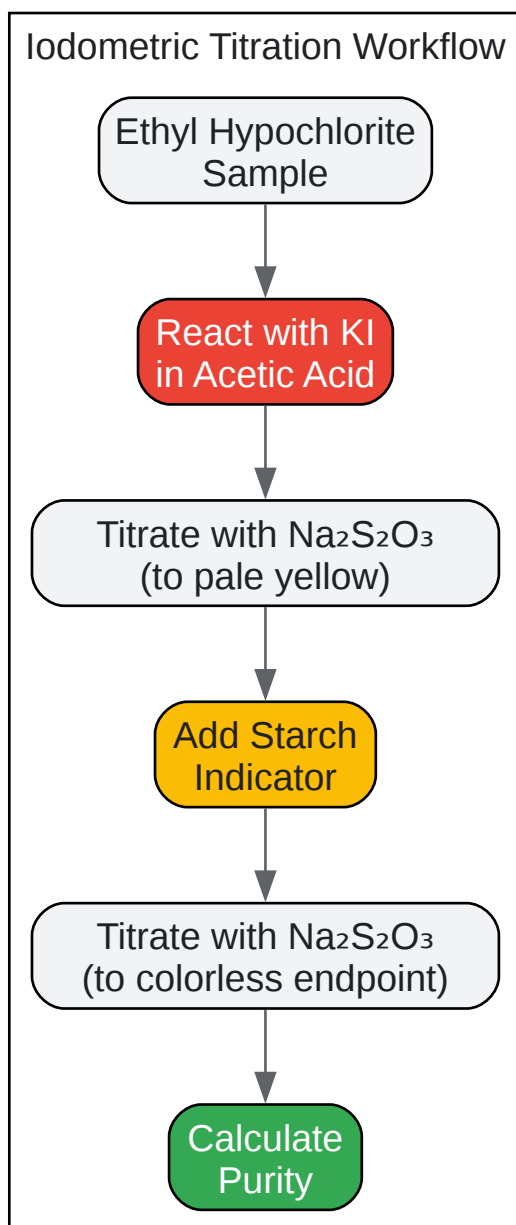 Iodometric Titration Workflow
Ethyl Hypochlorite
Sample
React with KI
in Acetic Acid
Titrate with Na₂S₂O₃
(to pale yellow)
Add Starch
Indicator
Titrate with Na₂S₂O₃
(to colorless endpoint)
Calculate
Purity